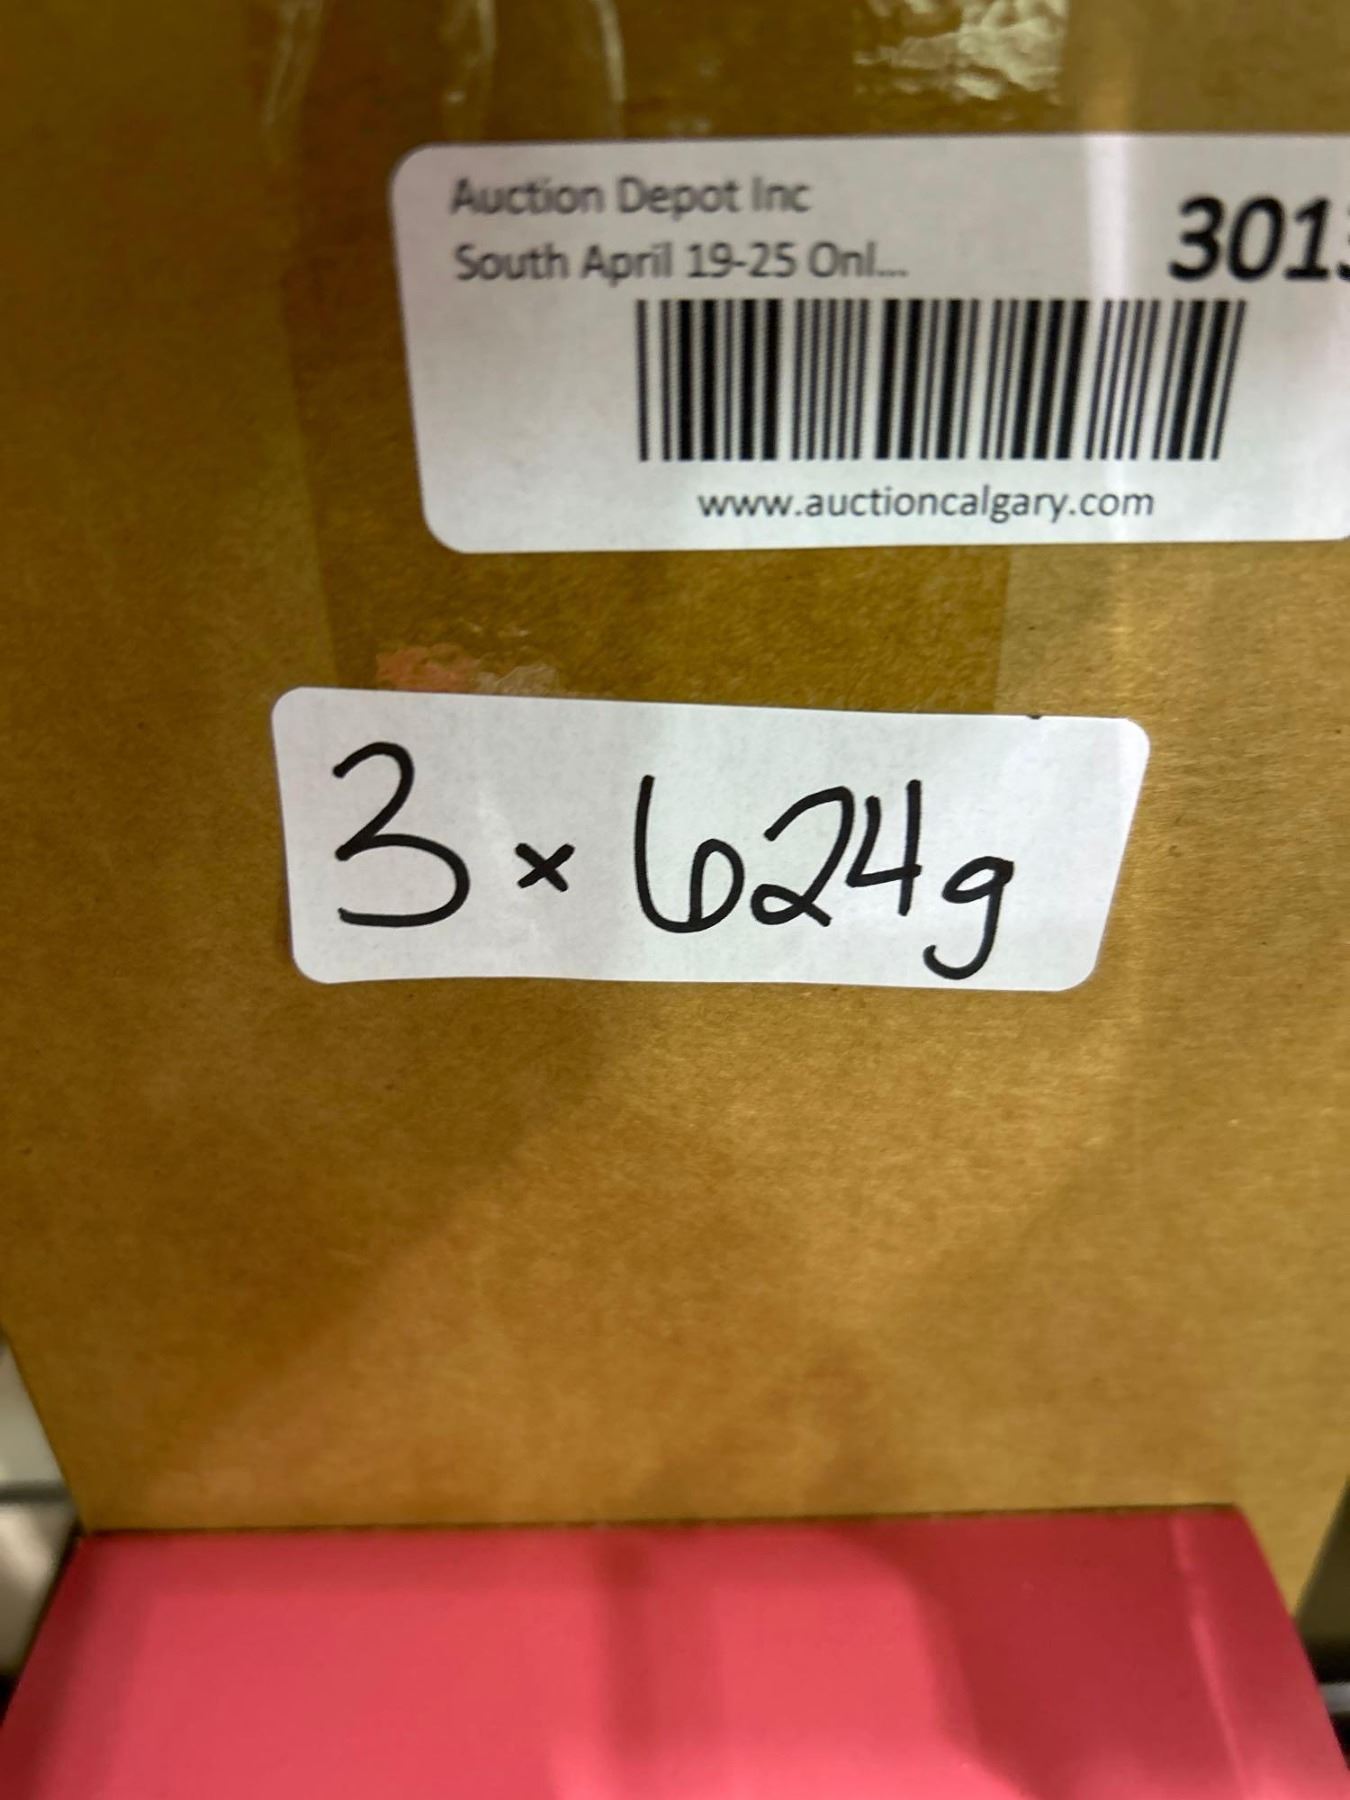 Auction Depot Inc
South April 19-25 Onl...
www.auctioncalgary.com
3 × 624g